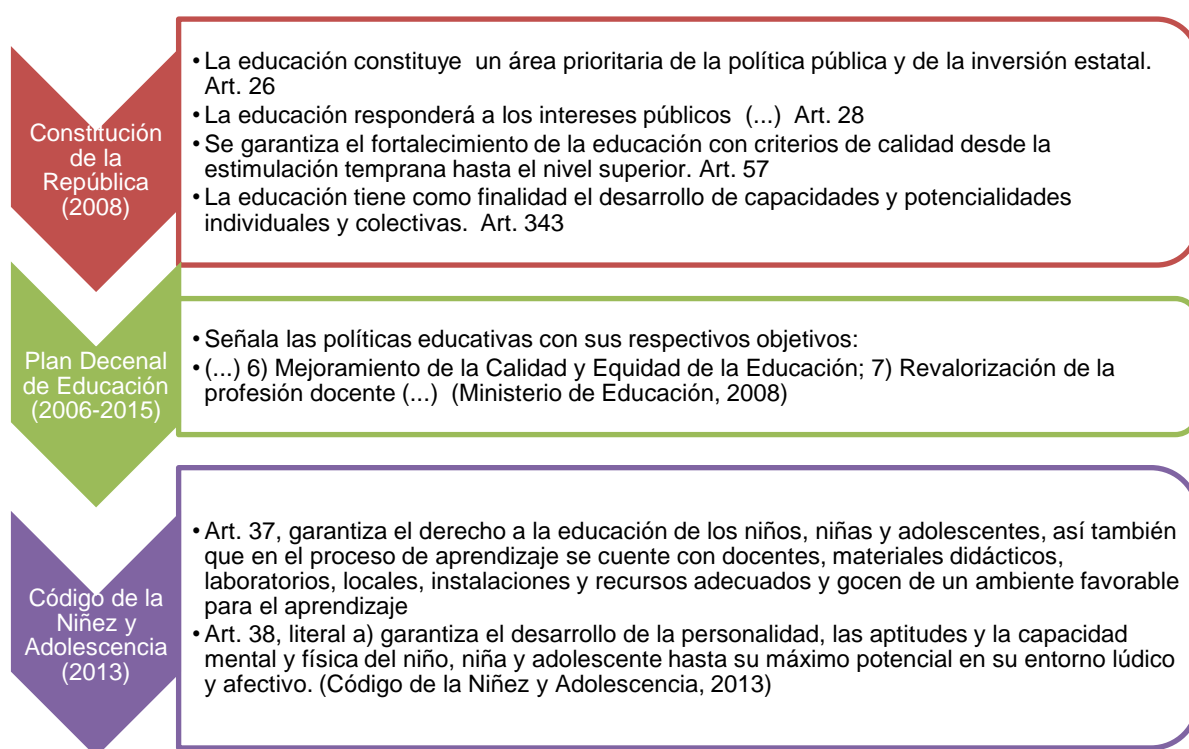 Constitución
de la
República
(2008)
• La educación constituye un área prioritaria de la política pública y de la inversión estatal.
Art. 26
• La educación responderá a los intereses públicos (...) Art. 28
• Se garantiza el fortalecimiento de la educación con criterios de calidad desde la
estimulación temprana hasta el nivel superior. Art. 57
• La educación tiene como finalidad el desarrollo de capacidades y potencialidades
individuales y colectivas. Art. 343
Plan Decenal
de Educación
(2006-2015)
• Señala las políticas educativas con sus respectivos objetivos:
• (...) 6) Mejoramiento de la Calidad y Equidad de la Educación; 7) Revalorización de la
profesión docente (...) (Ministerio de Educación, 2008)
Código de la
Niñez y
Adolescencia
(2013)
• Art. 37, garantiza el derecho a la educación de los niños, niñas y adolescentes, así también
que en el proceso de aprendizaje se cuente con docentes, materiales didácticos,
laboratorios, locales, instalaciones y recursos adecuados y gocen de un ambiente favorable
para el aprendizaje
• Art. 38, literal a) garantiza el desarrollo de la personalidad, las aptitudes y la capacidad
mental y física del niño, niña y adolescente hasta su máximo potencial en su entorno lúdico
y afectivo. (Código de la Niñez y Adolescencia, 2013)